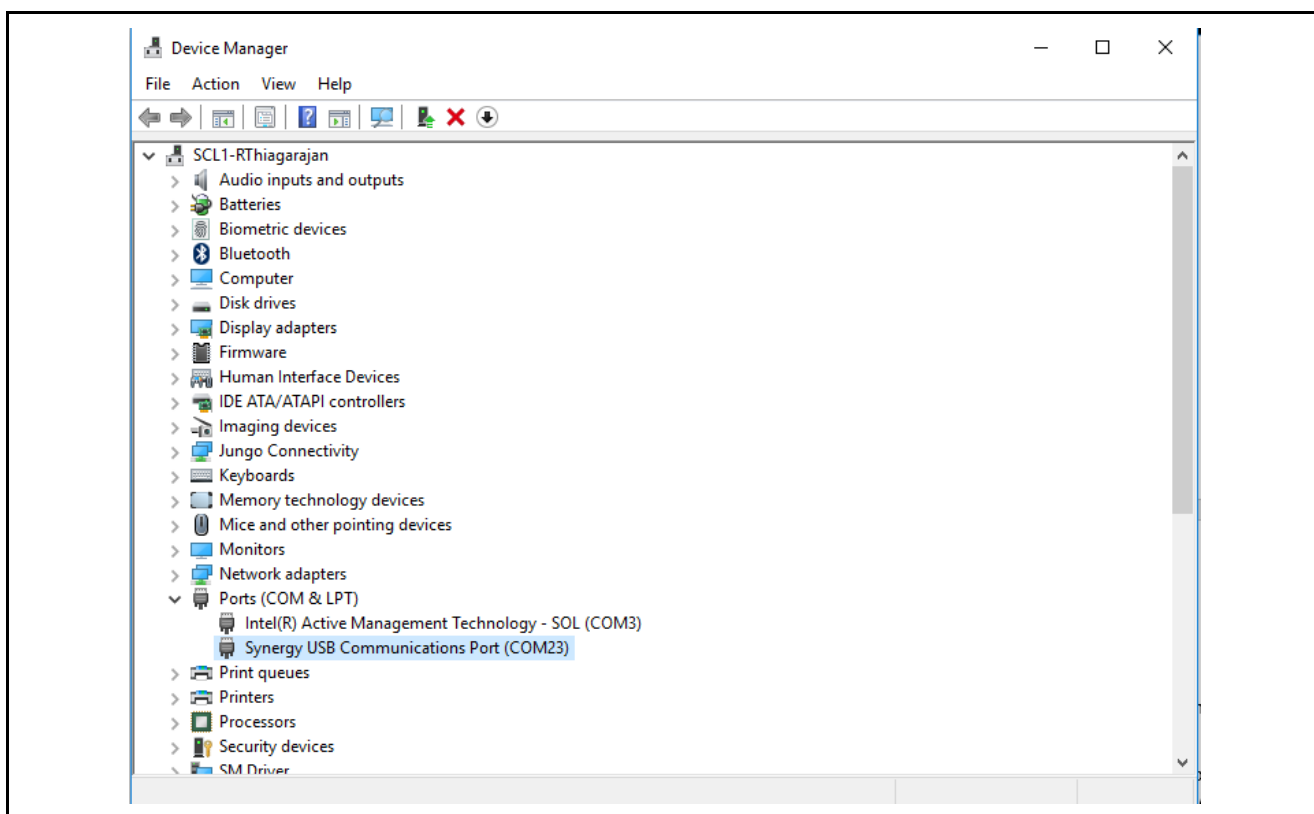 Device Manager
File Action View Help
SCL1-RThiagarajan
Audio inputs and outputs
Batteries
Biometric devices
Bluetooth
Computer
Disk drives
Display adapters
Firmware
Human Interface Devices
IDE ATA/ATAPI controllers
Imaging devices
Jungo Connectivity
Keyboards
Memory technology devices
Mice and other pointing devices
Monitors
Network adapters
Ports (COM & LPT)
Intel(R) Active Management Technology - SOL (COM3)
Synergy USB Communications Port (COM23)
Print queues
Printers
Processors
Security devices
SM Driver